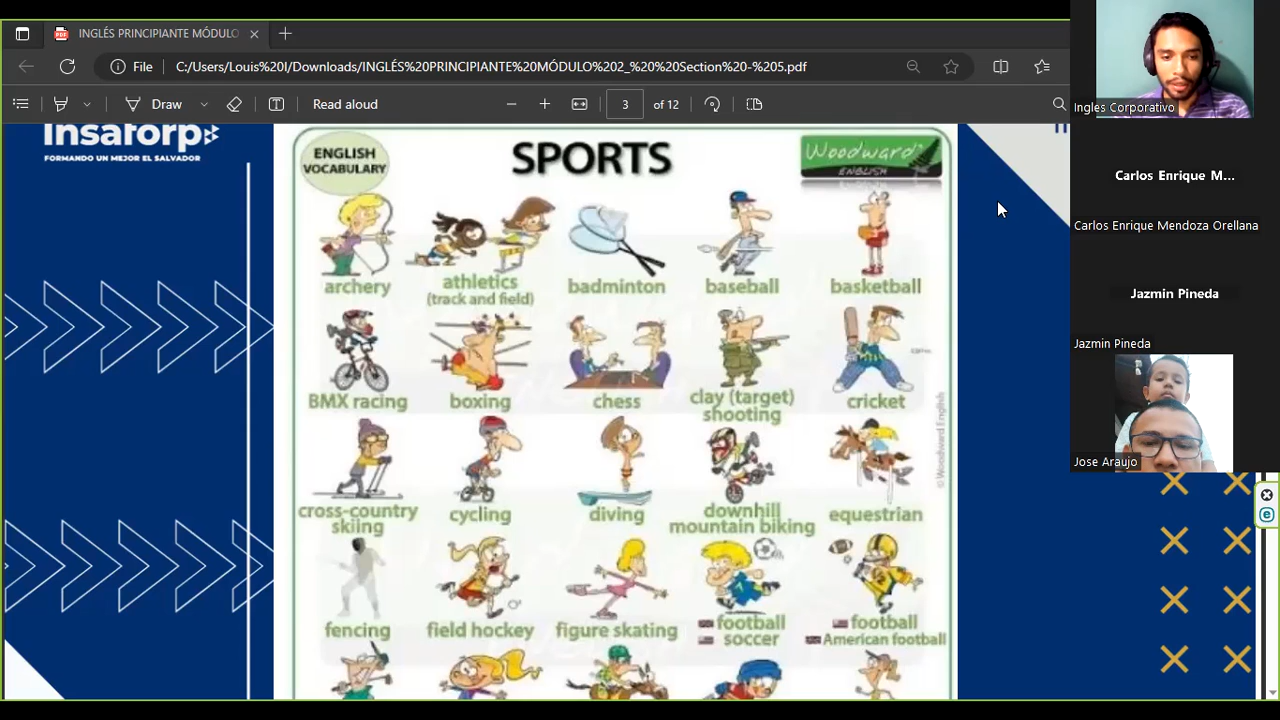 INGLÉS PRINCIPIANTE MÓDULO
File
C:/Users/Louis%20I/Downloads/INGLÉS%20PRINCIPIANTE%20MÓDULO%202_%20%20Section%20-%205.pdf
Draw
Read aloud
3
of 12
Insaforp
FORMANDO UN MEJOR EL SALVADOR
ENGLISH
VOCABULARY
SPORTS
Woodward
ENGLISH
archery
athletics
(track and field)
badminton
baseball
basketball
BMX racing
boxing
chess
clay (target)
shooting
cricket
cross-country
skiing
cycling
diving
downhill
mountain biking
equestrian
fencing
field hockey
figure skating
football
soccer
football
American football
© Woodward English
Ingles Corporativo
Carlos Enrique M...
Carlos Enrique Mendoza Orellana
Jazmin Pineda
Jazmin Pineda
Jose Araujo